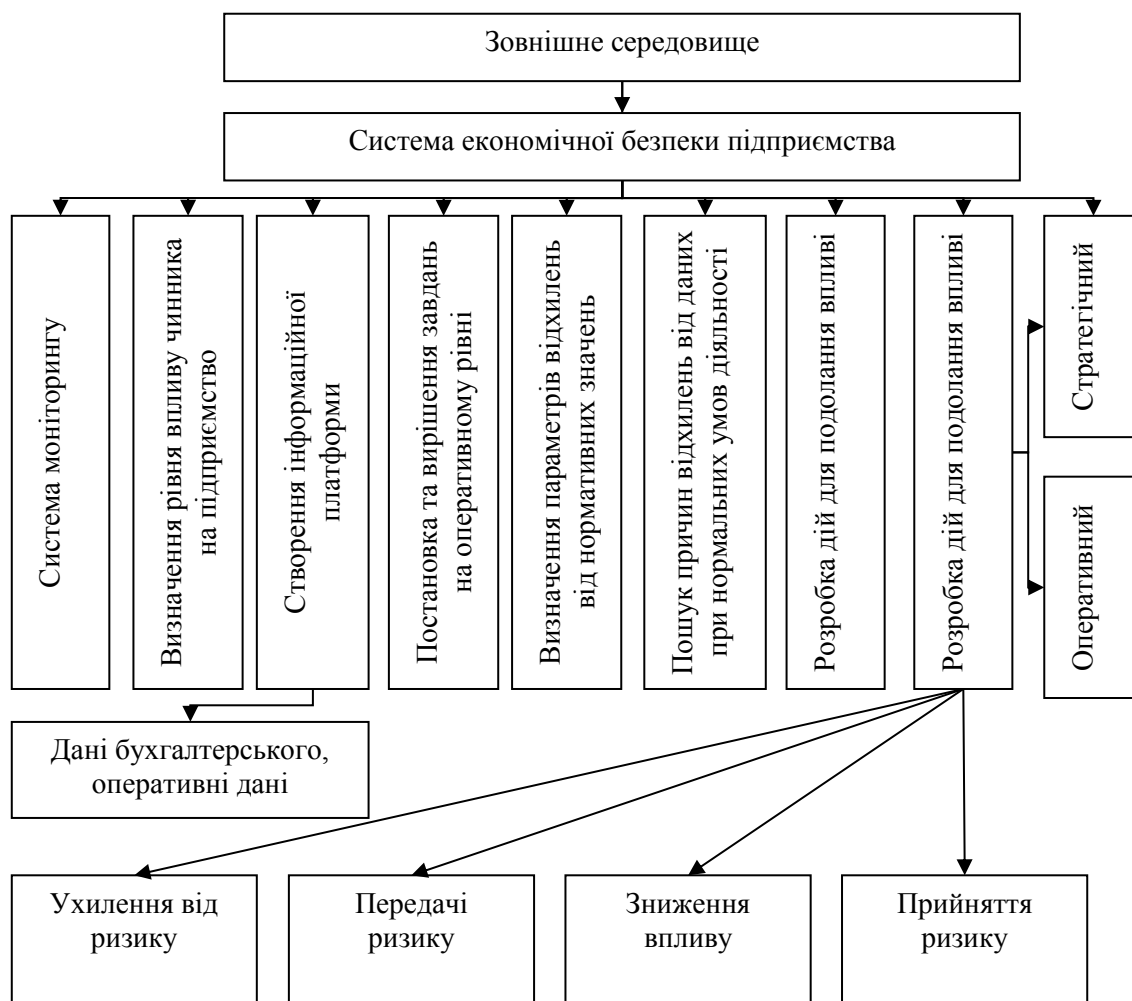 Зовнішнє середовище
Система економічної безпеки підприємства
Система моніторингу
Визначення рівня впливу чинника
на підприємство
Створення інформаційної
платформи
Постановка та вирішення завдань
на оперативному рівні
Визначення параметрів відхилень
від нормативних значень
Пошук причин відхилень від даних
при нормальних умов діяльності
Розробка дій для подолання впливі
Розробка дій для подолання впливі
Стратегічний
Оперативний
Дані бухгалтерського,
оперативні дані
Ухилення від
ризику
Передачі
ризику
Зниження
впливу
Прийняття
ризику